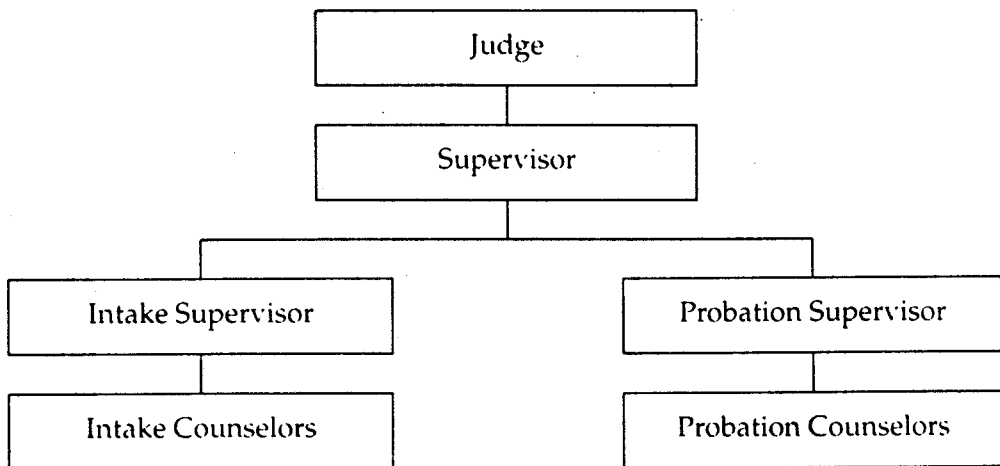 Judge
Supervisor
Intake Supervisor
Probation Supervisor
Intake Counselors
Probation Counselors